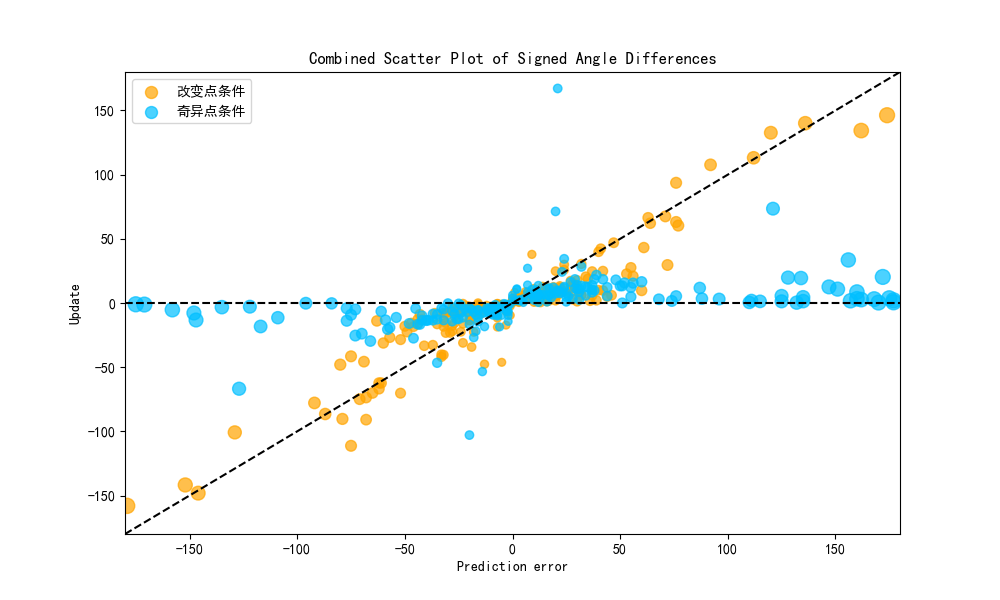 Combined Scatter Plot of Signed Angle Differences
改变点条件
奇异点条件
150
100
50
0
−50
−100
−150
Update
−150
−100
−50
0
50
100
150
Prediction error